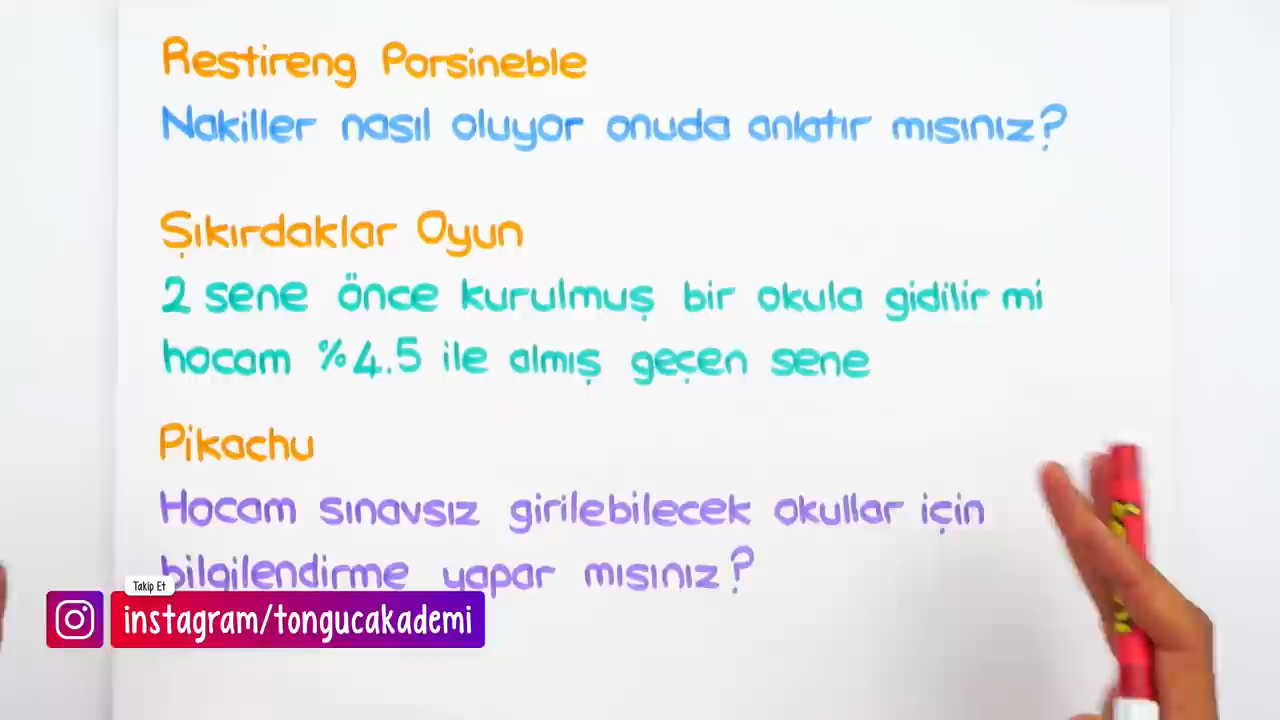 Restireng Porsineble
Nakiller nasıl oluyor onuda anlatır mısınız?
Şıkırdaklar Oyun
2 sene önce kurulmuş bir okula gidilir mi
hocam %4.5 ile almış geçen sene
Pikachu
Hocam sınavsız girilebilecek okullar için
bilgilendirme yapar mısınız?
Takip Et
instagram/tongucakademi